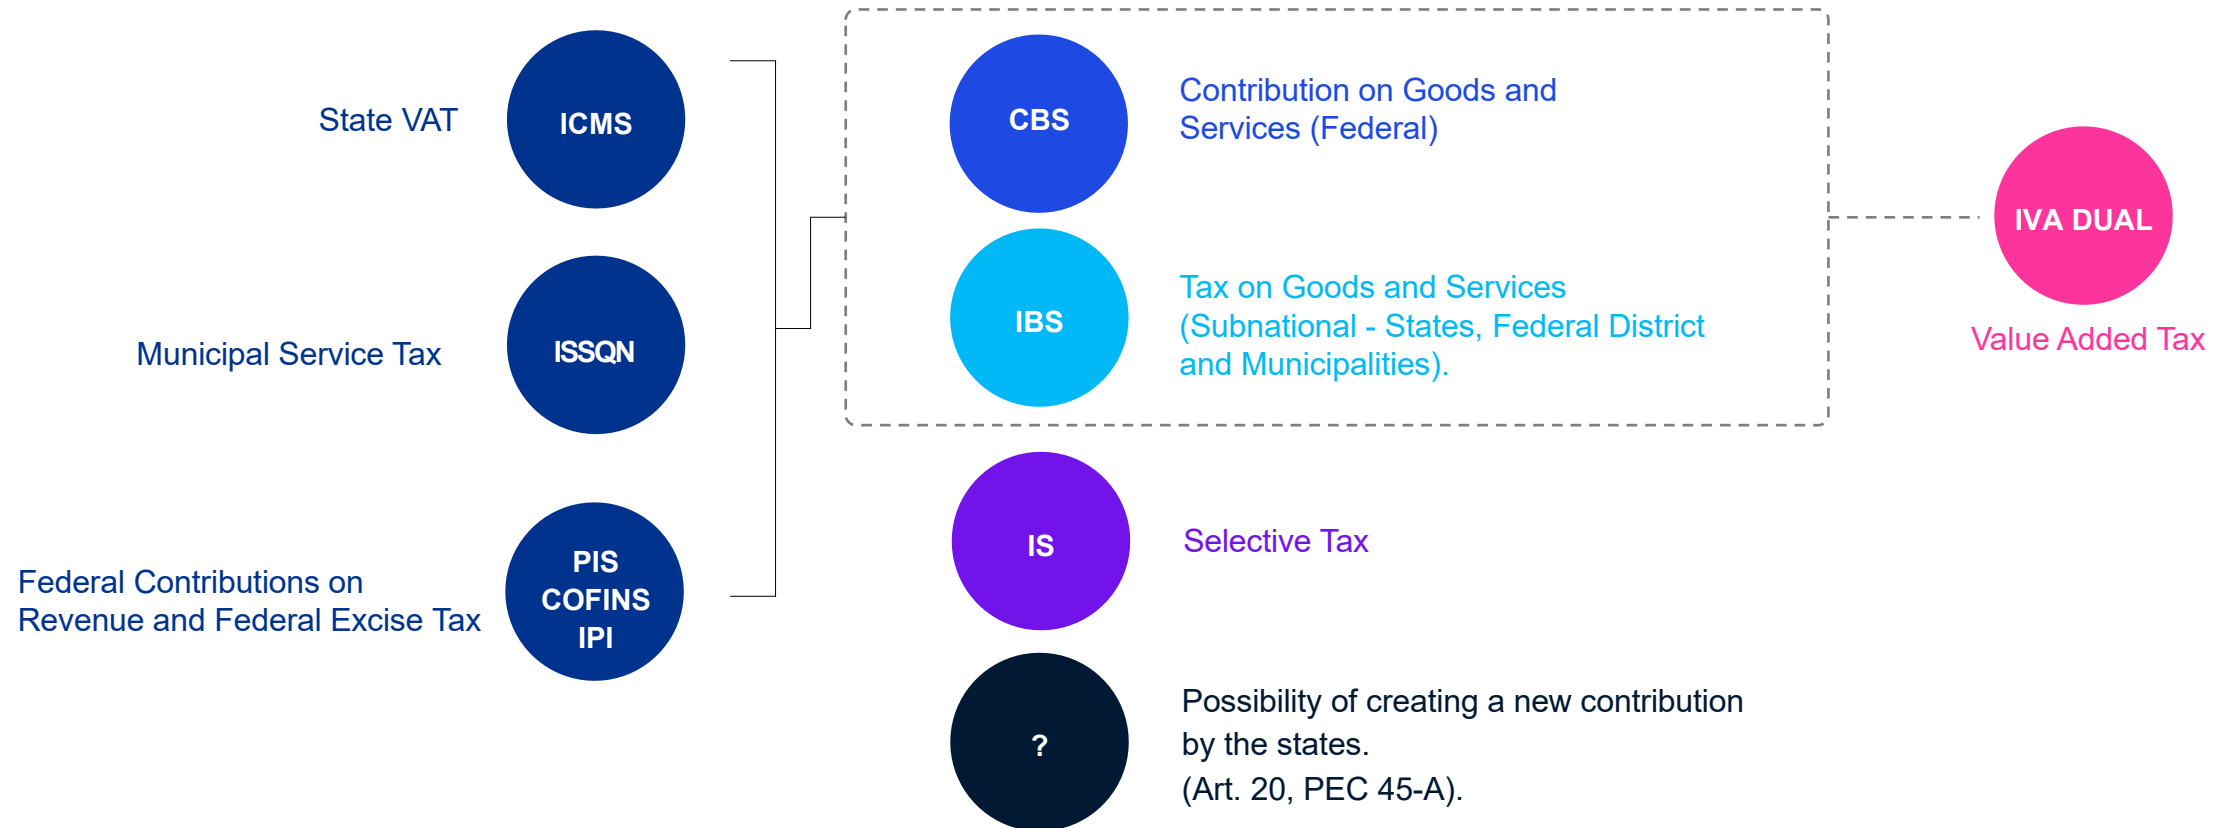 State VAT
ICMS
Municipal Service Tax
ISSQN
Federal Contributions on
Revenue and Federal Excise Tax
PIS
COFINS
IPI
CBS
Contribution on Goods and
Services (Federal)
IBS
Tax on Goods and Services
(Subnational - States, Federal District
and Municipalities).
IS
Selective Tax
?
Possibility of creating a new contribution
by the states.
(Art. 20, PEC 45-A).
IVA DUAL
Value Added Tax